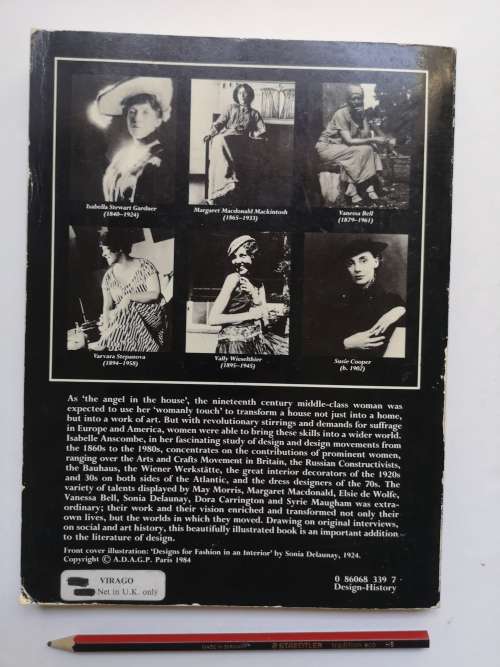 Isabella Stewart Gardner
(1840–1924)
Margaret Macdonald Mackintosh
(1865–1933)
Vanessa Bell
(1879–1961)
Varvara Stepanova
(1894–1958)
Vally Wieselthier
(1895–1945)
Susie Cooper
(b. 1902)
As 'the angel in the house', the nineteenth century middle-class woman was
expected to use her 'womanly touch' to transform a house not just into a home,
but into a work of art. But with revolutionary stirrings and demands for suffrage
in Europe and America, women were able to bring these skills into a wider world.
Isabelle Anscombe, in her fascinating study of design and design movements from
the 1860s to the 1980s, concentrates on the contributions of prominent women,
ranging over the Arts and Crafts Movement in Britain, the Russian Constructivists,
the Bauhaus, the Wiener Werkstätte, the great interior decorators of the 1920s
and 30s on both sides of the Atlantic, and the dress designers of the 70s. The
variety of talents displayed by May Morris, Margaret Macdonald, Elsie de Wolfe,
Vanessa Bell, Sonia Delaunay, Dora Carrington and Syrie Maugham was extra-
ordinary; their work and their vision enriched and transformed not only their
own lives, but the worlds in which they moved. Drawing on original interviews,
on social and art history, this beautifully illustrated book is an important addition
to the literature of design.
Front cover illustration: 'Designs for Fashion in an Interior' by Sonia Delaunay, 1924.
Copyright © A.D.A.G.P. Paris 1984
VIRAGO
Net in U.K. only
0 86068 339 7
Design-History
MADE IN GERMANY
STAEDTLER
HB